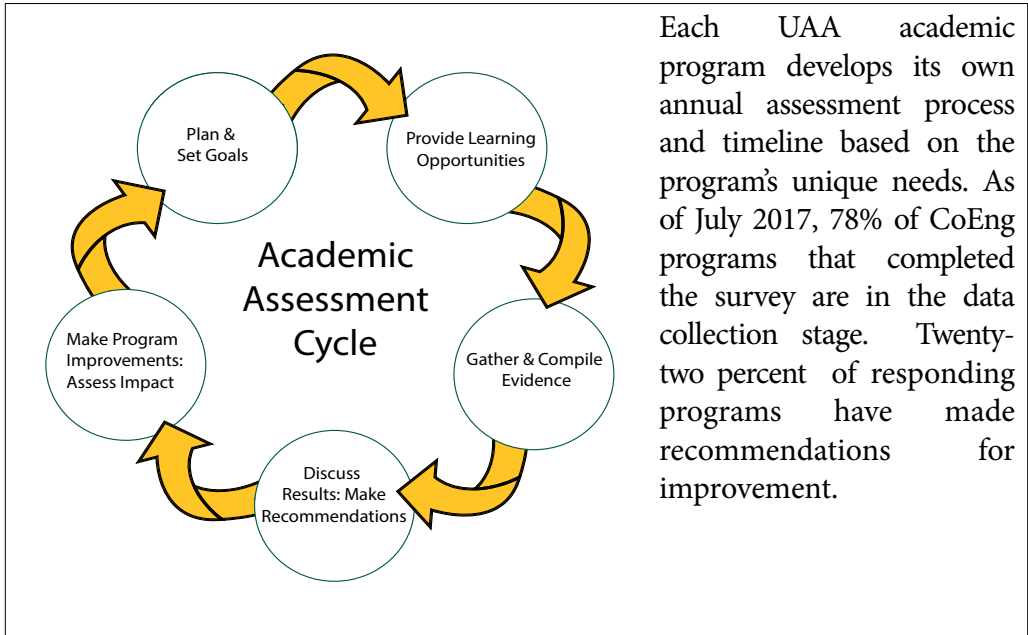 Plan &
Set Goals
Provide Learning
Opportunities
Gather & Compile
Evidence
Discuss
Results: Make
Recommendations
Make Program
Improvements:
Assess Impact
Academic
Assessment
Cycle
Each UAA academic
program develops its own
annual assessment process
and timeline based on the
program's unique needs. As
of July 2017, 78% of CoEng
programs that completed
the survey are in the data
collection stage. Twenty-
two percent of responding
programs have made
recommendations for
improvement.